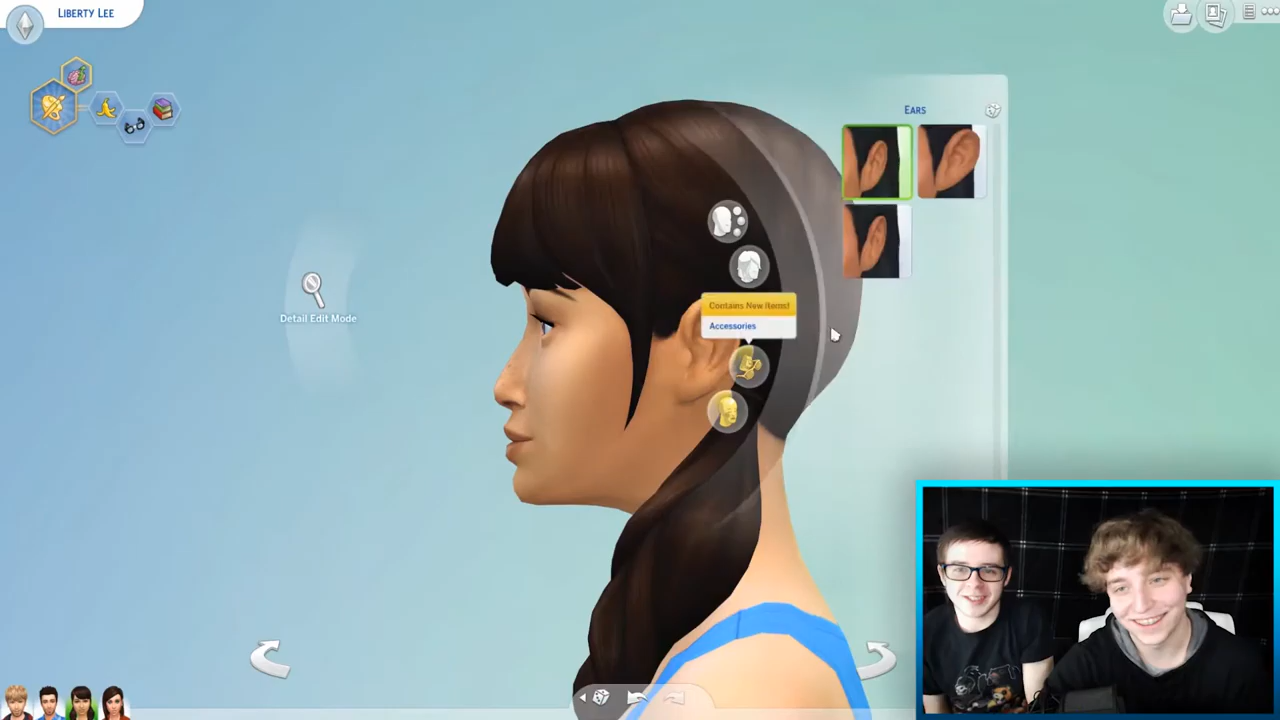 LIBERTY LEE
EARS
Contains New Items!
Accessories
Detail Edit Mode